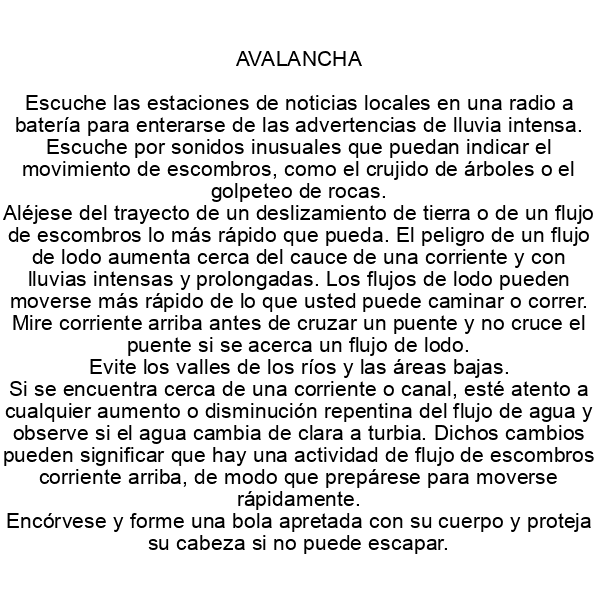 AVALANCHA
Escuche las estaciones de noticias locales en una radio a
batería para enterarse de las advertencias de lluvia intensa.
Escuche por sonidos inusuales que puedan indicar el
movimiento de escombros, como el crujido de árboles o el
golpeteo de rocas.
Aléjese del trayecto de un deslizamiento de tierra o de un flujo
de escombros lo más rápido que pueda. El peligro de un flujo
de lodo aumenta cerca del cauce de una corriente y con
lluvias intensas y prolongadas. Los flujos de lodo pueden
moverse más rápido de lo que usted puede caminar o correr.
Mire corriente arriba antes de cruzar un puente y no cruce el
puente si se acerca un flujo de lodo.
Evite los valles de los ríos y las áreas bajas.
Si se encuentra cerca de una corriente o canal, esté atento a
cualquier aumento o disminución repentina del flujo de agua y
observe si el agua cambia de clara a turbia. Dichos cambios
pueden significar que hay una actividad de flujo de escombros
corriente arriba, de modo que prepárese para moverse
rápidamente.
Encórvese y forme una bola apretada con su cuerpo y proteja
su cabeza si no puede escapar.